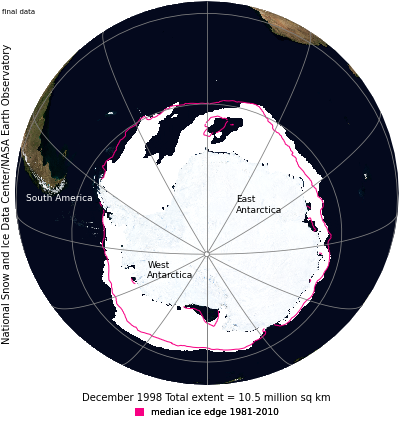 final data
National Snow and Ice Data Center/NASA Earth Observatory
South America
East
Antarctica
West
Antarctica
December 1998 Total extent = 10.5 million sq km
median ice edge 1981-2010